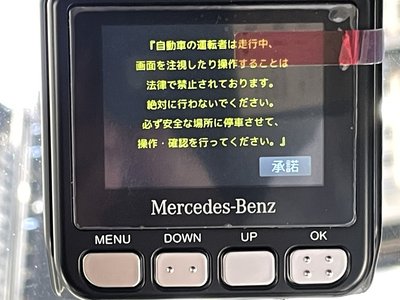 『自動車の運転者は走行中、
画面を注視したり操作することは
法律で禁止されております。
絶対に行わないでください。
必ず安全な場所に停車させて、
操作・確認を行ってください。』
承諾
Mercedes-Benz
MENU DOWN UP OK